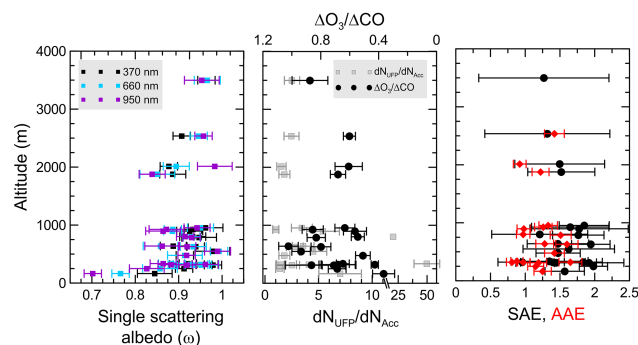 ΔO₃/ΔCO
1.2 0.8 0.4 0
4000
3000
2000
1000
0
Altitude (m)
370 nm
660 nm
950 nm
dN_UFP/dN_Acc
ΔO₃/ΔCO
0.7 0.8 0.9 1
0 5 10 25 50
0.5 1 1.5 2 2.5
Single scattering
albedo (ω)
dN_UFP/dN_Acc
SAE, AAE